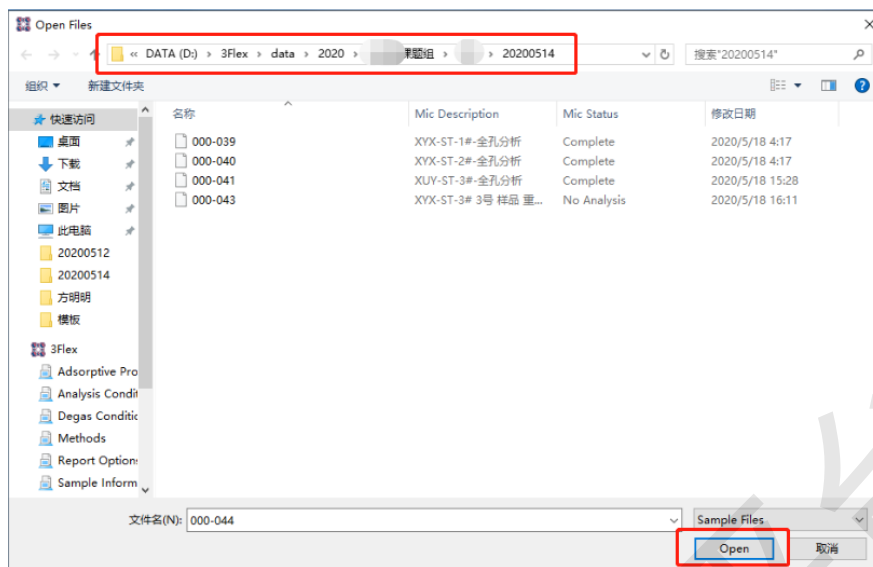 Open Files
« DATA (D:) › 3Flex › data › 2020 › 课题组 › › 20200514
搜索"20200514"
组织 新建文件夹
快速访问
桌面
下载
文档
图片
此电脑
20200512
20200514
方明明
模板
3Flex
Adsorptive Pro
Analysis Condit
Degas Conditic
Methods
Report Option
Sample Inform
名称 Mic Description Mic Status 修改日期
000-039 XYX-ST-1#-全孔分析 Complete 2020/5/18 4:17
000-040 XYX-ST-2#-全孔分析 Complete 2020/5/18 4:17
000-041 XUY-ST-3#-全孔分析 Complete 2020/5/18 15:28
000-043 XYX-ST-3# 3号 样品 重... No Analysis 2020/5/18 16:11
文件名(N): 000-044 Sample Files
Open 取消